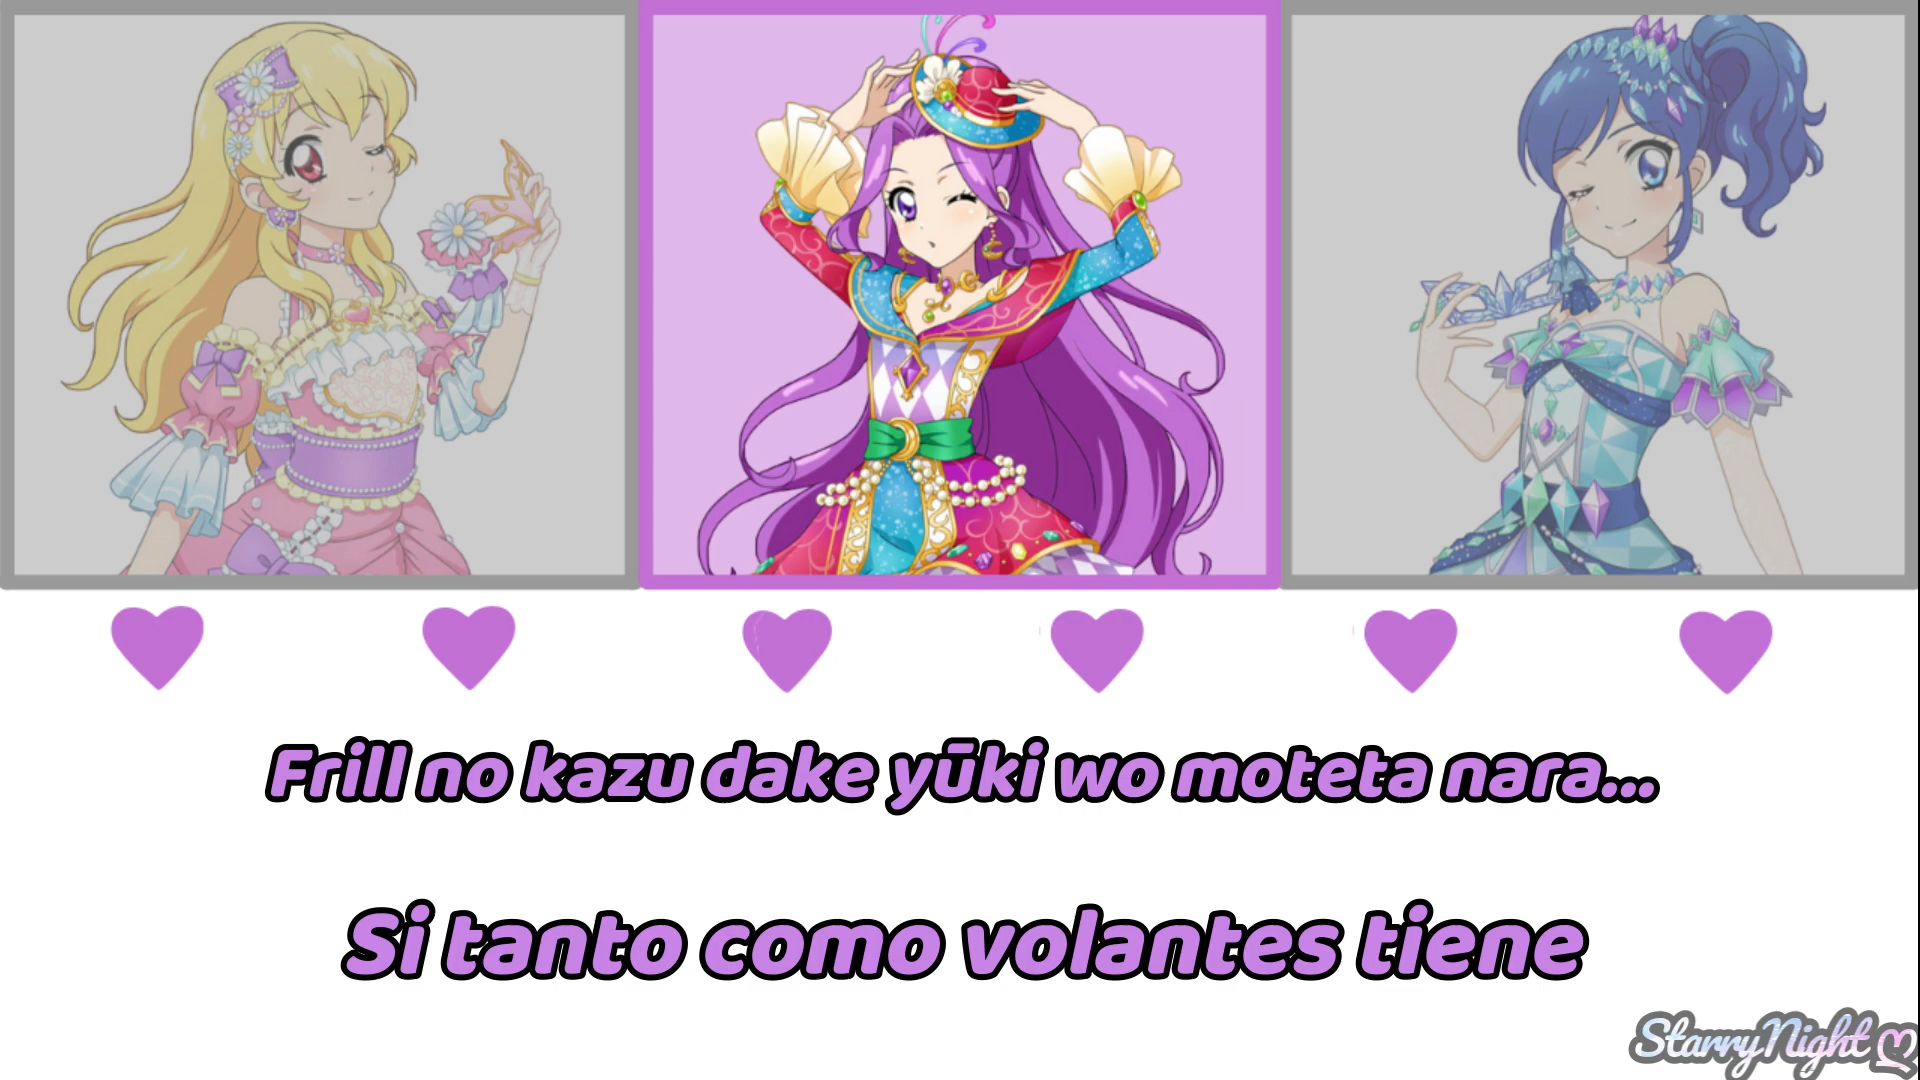 Frill no kazu dake yūki wo moteta nara...
Si tanto como volantes tiene
StarryNight